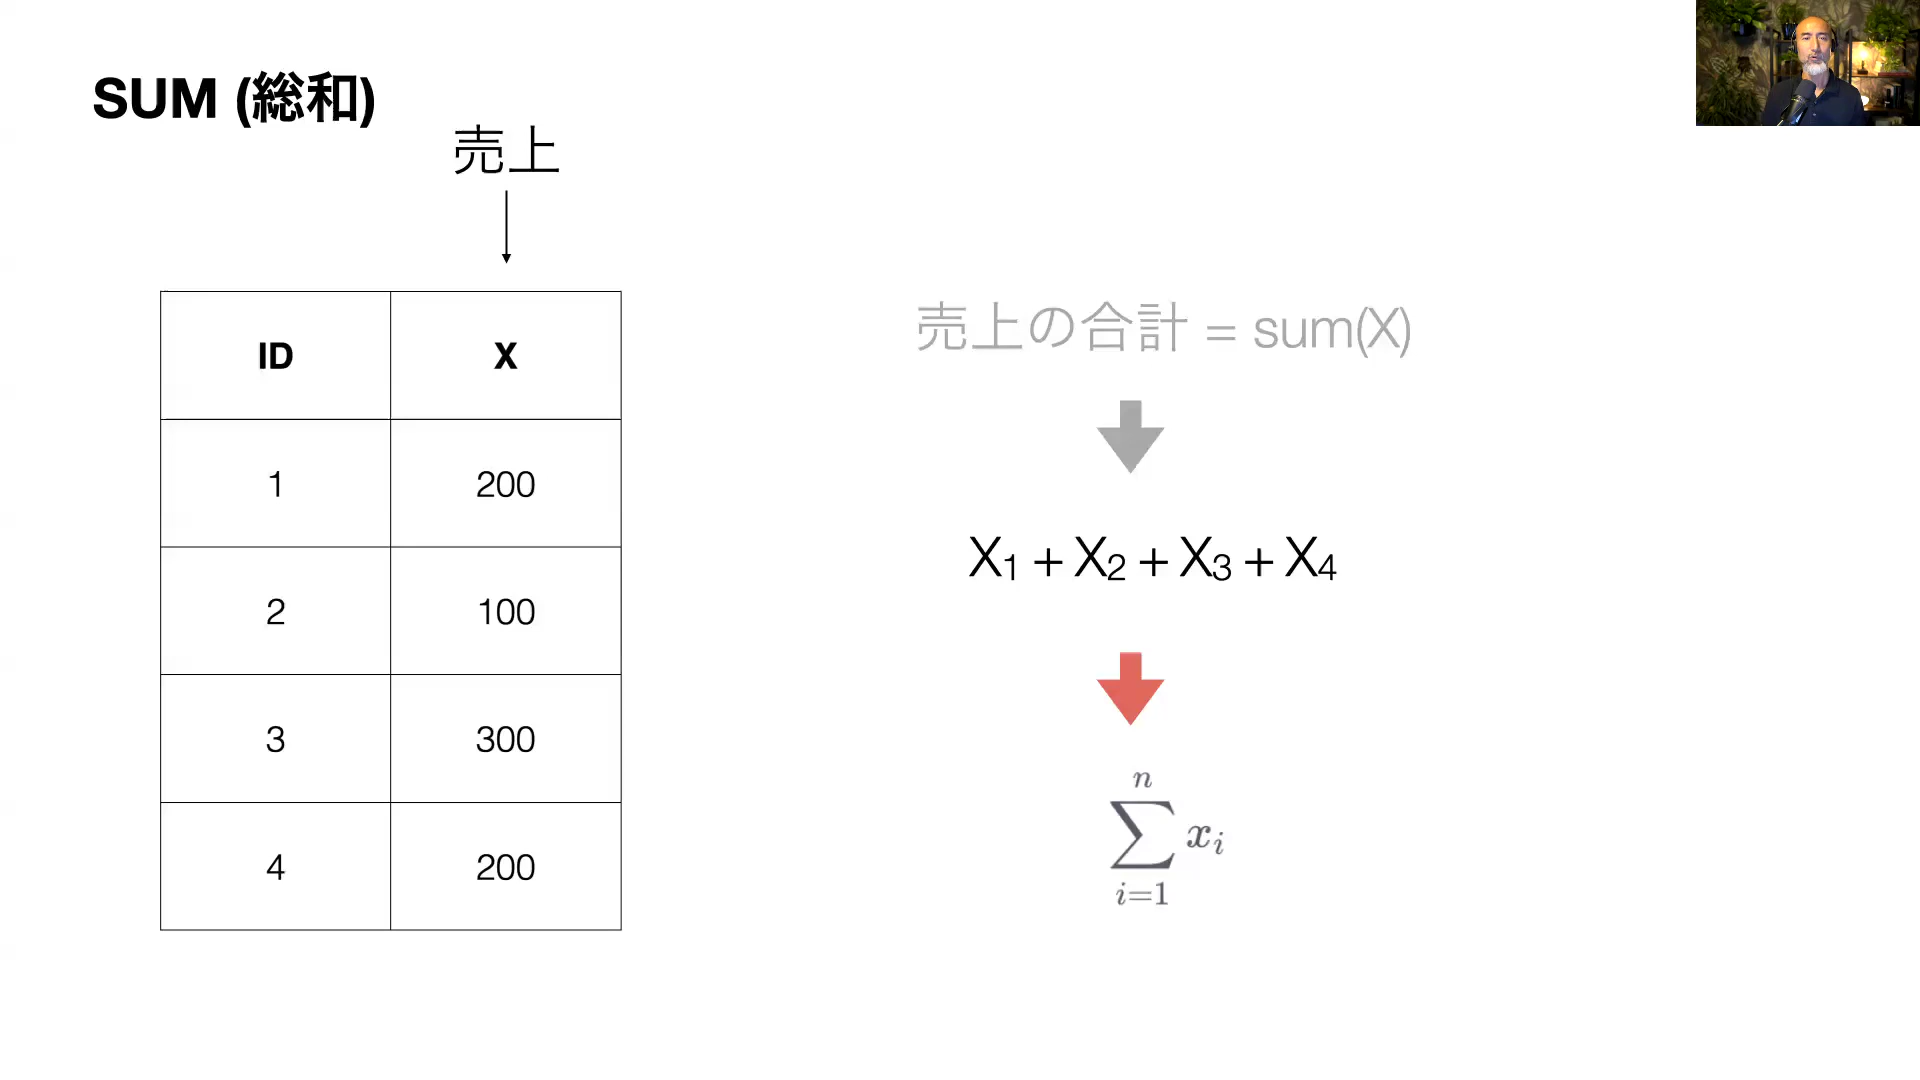 SUM (総和)
売上
ID X
1 200
2 100
3 300
4 200
売上の合計 = sum(X)
X₁ + X₂ + X₃ + X₄
n
∑ xᵢ
i=1